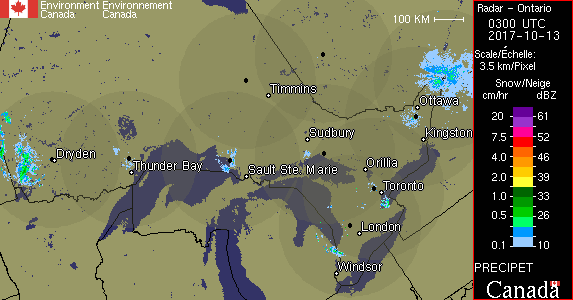 Environment Environnement
Canada Canada
100 KM
Timmins
Ottawa
Sudbury
Kingston
Dryden
Thunder Bay
Sault Ste. Marie
Orillia
Toronto
London
Windsor
Radar - Ontario
0300 UTC
2017-10-13
Scale/Échelle:
3.5 km/Pixel
Snow/Neige
cm/hr dBZ
20 61
7.5 52
4.0 46
2.0 39
1.0 33
0.5 26
0.1 10
PRECIPET
Canada